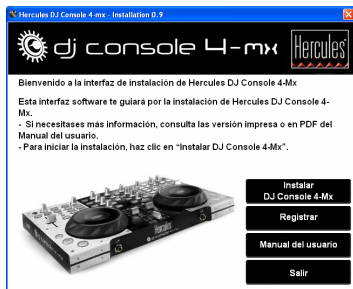 Hercules DJ Console 4-mx - Installation 0.9
dj console 4-mx Hercules
Bienvenido a la interfaz de instalación de Hercules DJ Console 4-Mx
Esta interfaz software te guiará por la instalación de Hercules DJ Console 4-
Mx.
- Si necesitases más información, consulta las versión impresa o en PDF del
Manual del usuario.
- Para iniciar la instalación, haz clic en “Instalar DJ Console 4-Mx”.
Instalar
DJ Console 4-Mx
Registrar
Manual del usuario
Salir